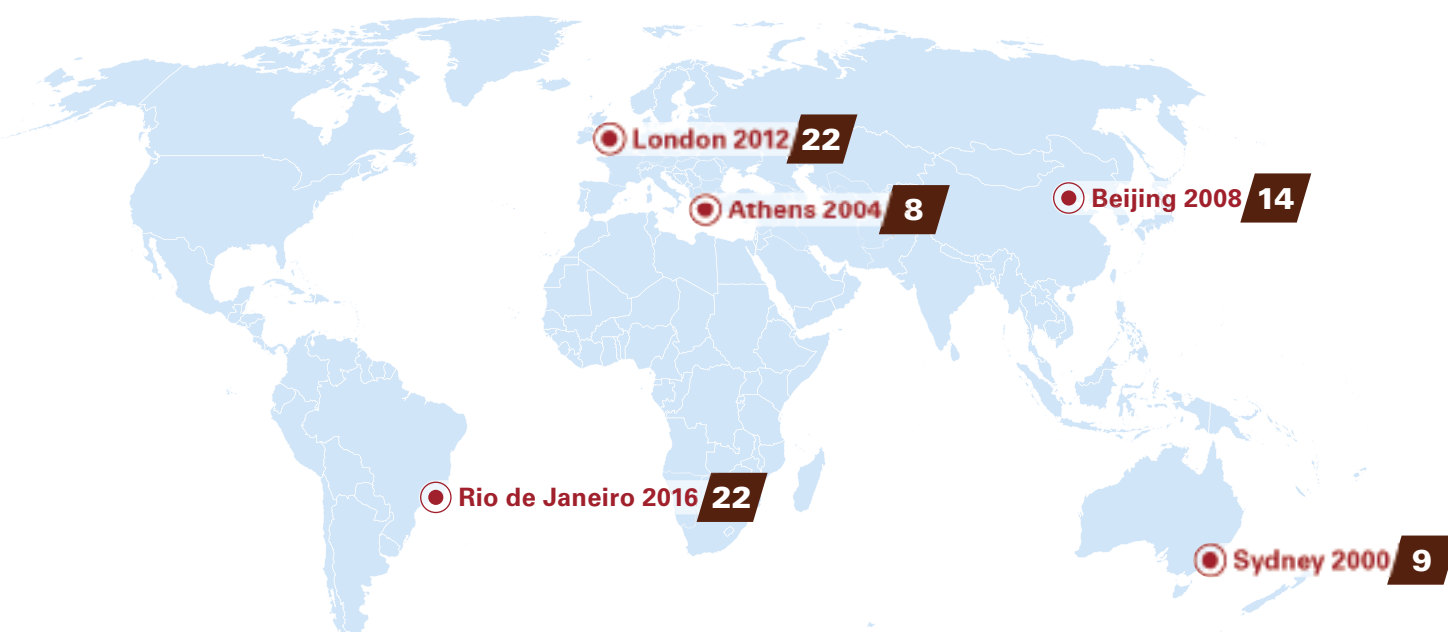 London 2012 22
Athens 2004 8
Beijing 2008 14
Rio de Janeiro 2016 22
Sydney 2000 9